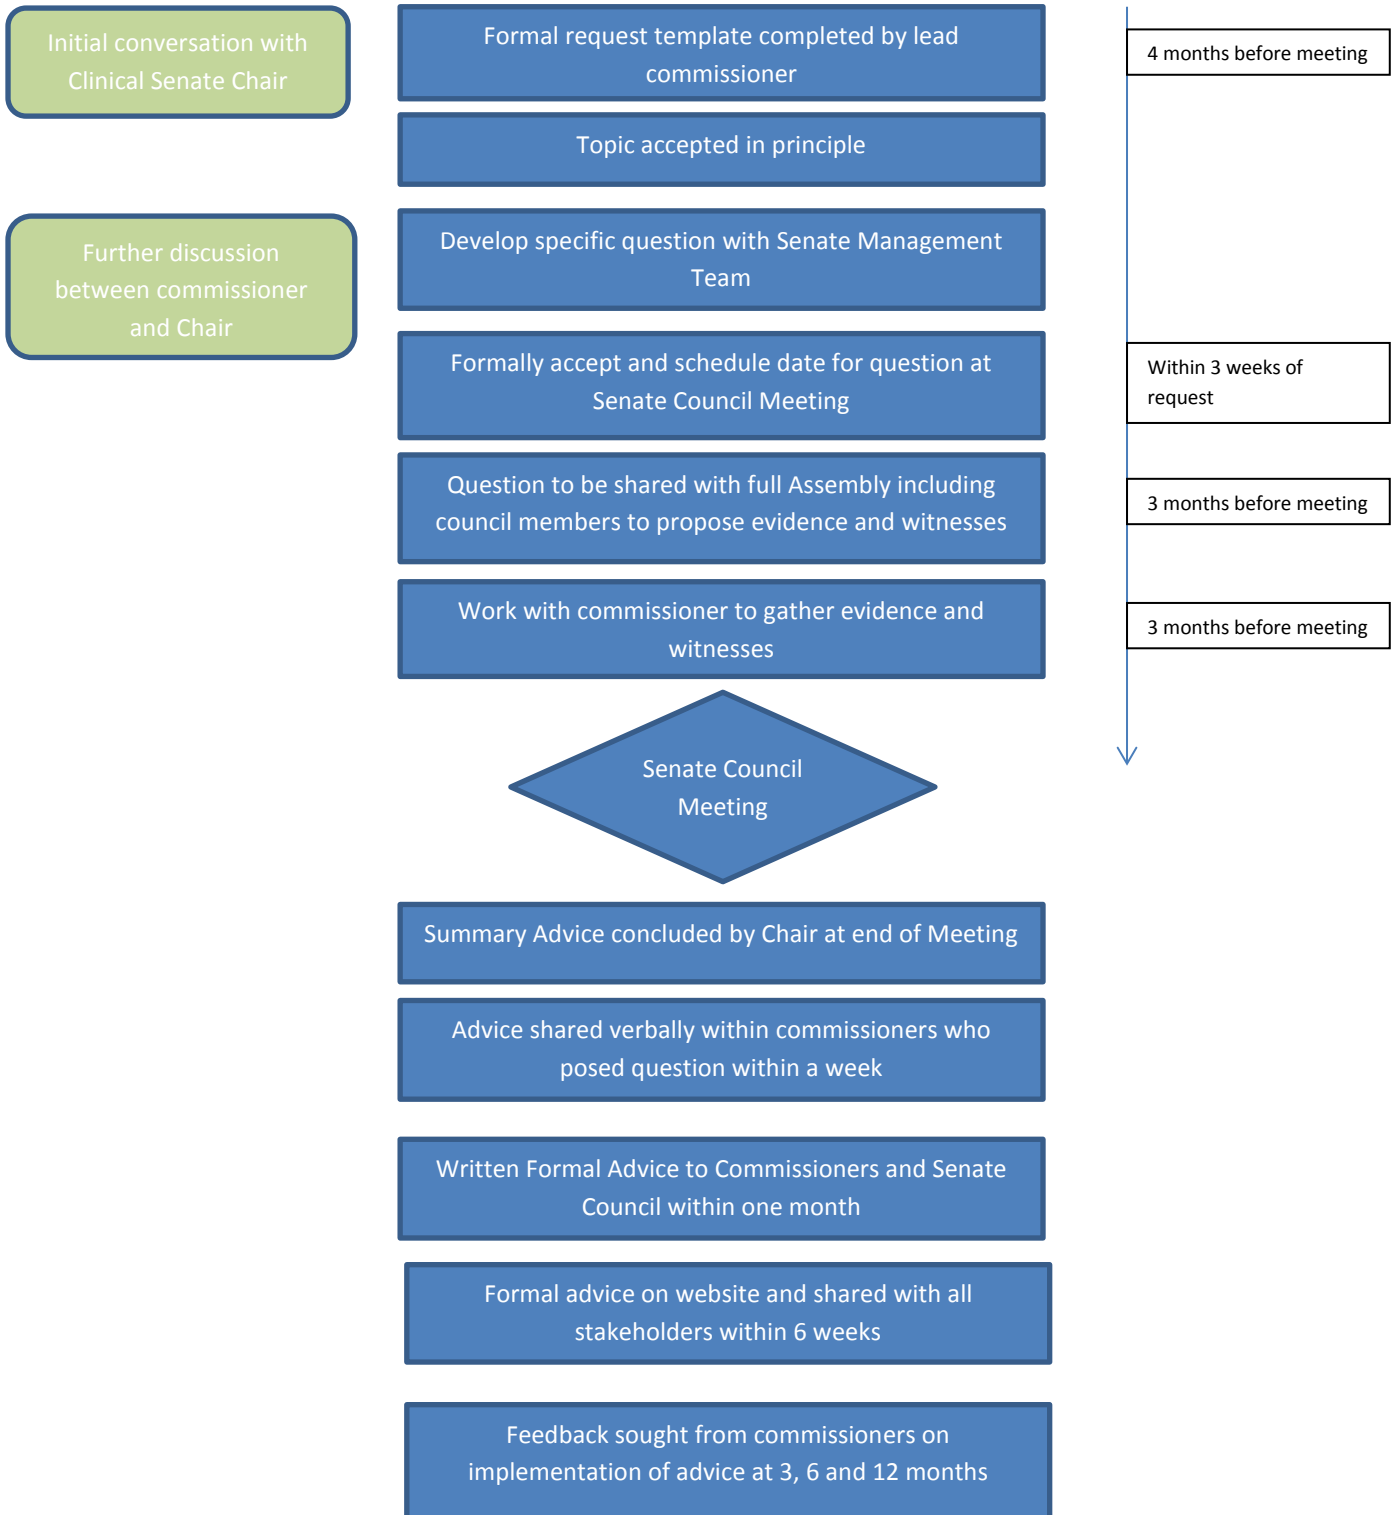 Initial conversation with
Clinical Senate Chair
Formal request template completed by lead
commissioner
4 months before meeting
Topic accepted in principle
Further discussion
between commissioner
and Chair
Develop specific question with Senate Management
Team
Formally accept and schedule date for question at
Senate Council Meeting
Within 3 weeks of
request
Question to be shared with full Assembly including
council members to propose evidence and witnesses
3 months before meeting
Work with commissioner to gather evidence and
witnesses
3 months before meeting
Senate Council
Meeting
Summary Advice concluded by Chair at end of Meeting
Advice shared verbally within commissioners who
posed question within a week
Written Formal Advice to Commissioners and Senate
Council within one month
Formal advice on website and shared with all
stakeholders within 6 weeks
Feedback sought from commissioners on
implementation of advice at 3, 6 and 12 months